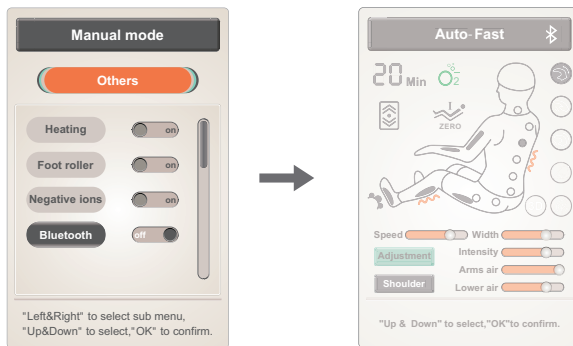 Manual mode
Others
Heating on
Foot roller on
Negative ions on
Bluetooth off
"Left&Right" to select sub menu,
"Up&Down" to select,"OK" to confirm.
Auto-Fast
20 Min O2
ZERO
Speed Width
Adjustment Intensity
Arms air
Shoulder Lower air
"Up & Down" to select,"OK"to confirm.